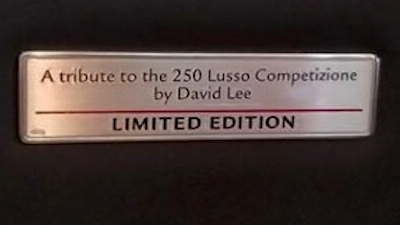 A tribute to the 250 Lusso Competizione
by David Lee
LIMITED EDITION